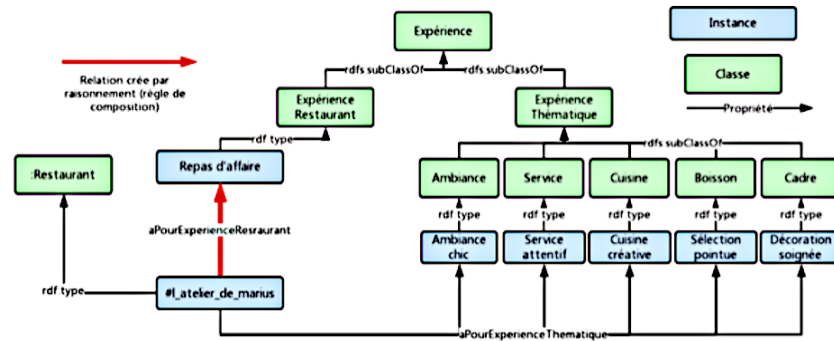 Expérience
Instance
rdfs:subClassOf
rdfs:subClassOf
Relation crée par
raisonnement (règle de
composition)
Classe
Expérience
Restaurant
Expérience
Thématique
Propriété
rdf type
rdfs:subClassOf
:Restaurant
Repas d'affaire
Ambiance
Service
Cuisine
Boisson
Cadre
rdf type
rdf type
rdf type
rdf type
rdf type
aPourExperienceResraurant
Ambiance
chic
Service
attentif
Cuisine
créative
Sélection
pointue
Décoration
soignée
rdf type
#l_atelier_de_marius
aPourExperienceThematique